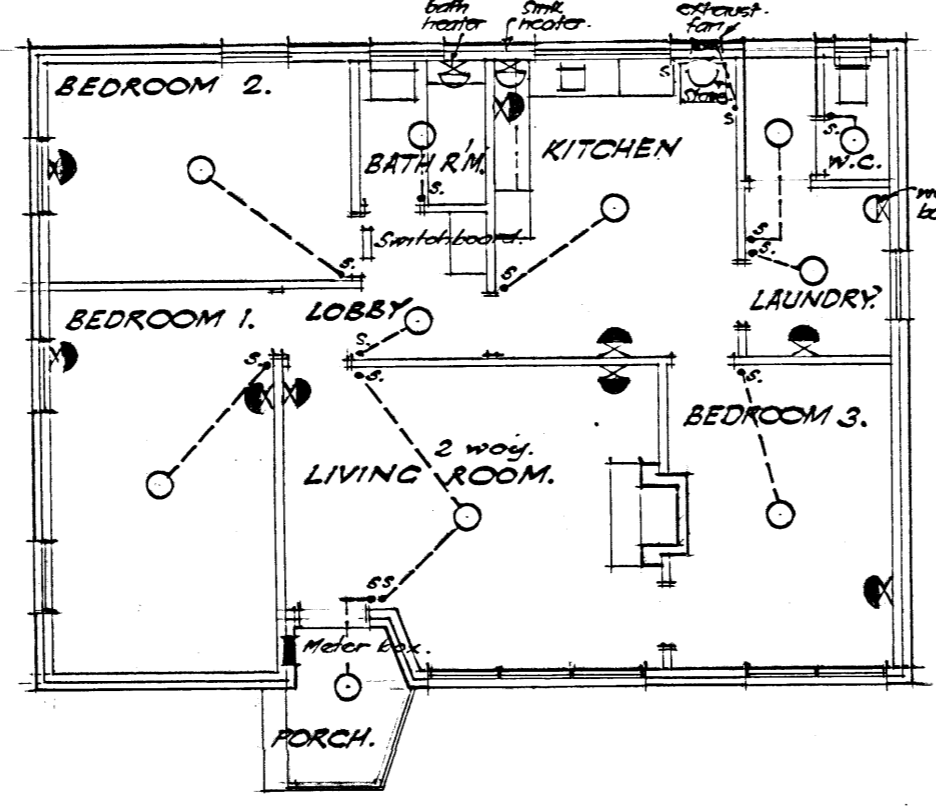 bath
heater
sink
heater.
exhaust.
fan
BEDROOM 2.
BATH R'M.
KITCHEN
S
Stove
S
S.
W.C.
S.
Switchboard.
S.
S
S
S.
LAUNDRY.
BEDROOM 1.
LOBBY
S.
S.
S.
S.
BEDROOM 3.
2 way.
LIVING ROOM.
SS.
Meter box.
PORCH.